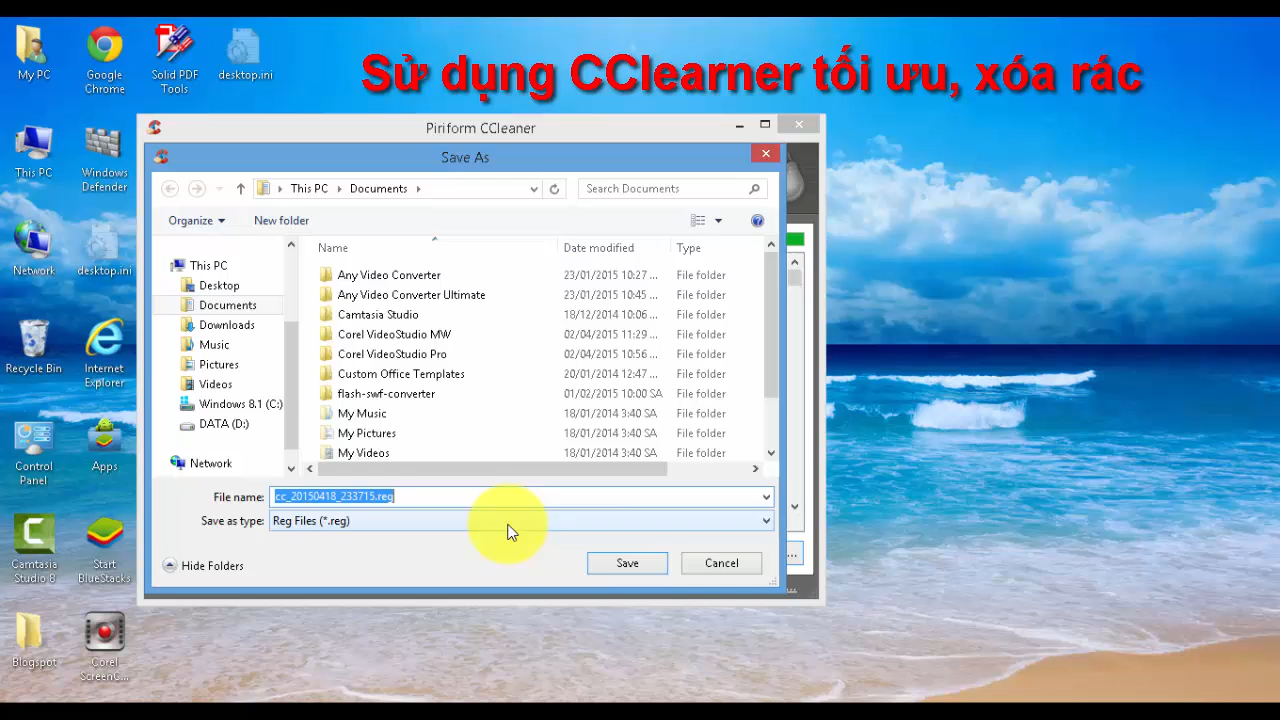 Sử dụng CClearner tối ưu, xóa rác
My PC
Google Chrome
Solid PDF Tools
desktop.ini
This PC
Windows Defender
Network
desktop.ini
Recycle Bin
Internet Explorer
Control Panel
Apps
Camtasia Studio 8
Start BlueStacks
Blogspot
Corel ScreenC...
Piriform CCleaner
Save As
This PC
Documents
Search Documents
Organize
New folder
This PC
Desktop
Documents
Downloads
Music
Pictures
Videos
Windows 8.1 (C:)
DATA (D:)
Network
Name Date modified Type
Any Video Converter 23/01/2015 10:27 ... File folder
Any Video Converter Ultimate 23/01/2015 10:45 ... File folder
Camtasia Studio 18/12/2014 10:06 ... File folder
Corel VideoStudio MW 02/04/2015 11:29 ... File folder
Corel VideoStudio Pro 02/04/2015 10:56 ... File folder
Custom Office Templates 20/01/2014 12:47 ... File folder
flash-swf-converter 01/02/2015 10:00 SA File folder
My Music 18/01/2014 3:40 SA File folder
My Pictures 18/01/2014 3:40 SA File folder
My Videos 18/01/2014 3:40 SA File folder
File name: cc_20150418_233715.reg
Save as type: Reg Files (*.reg)
Hide Folders
Save
Cancel